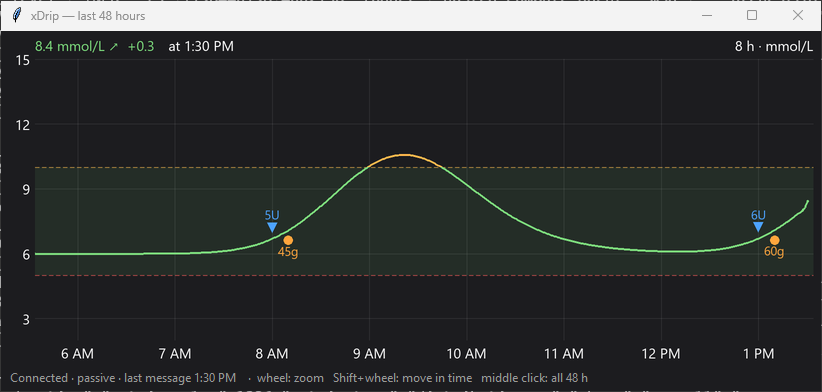 xDrip — last 48 hours
8.4 mmol/L ↗ +0.3 at 1:30 PM
8 h · mmol/L
15
12
9
6
3
5U
45g
6U
60g
6 AM 7 AM 8 AM 9 AM 10 AM 11 AM 12 PM 1 PM
Connected · passive · last message 1:30 PM · wheel: zoom Shift+wheel: move in time middle click: all 48 h